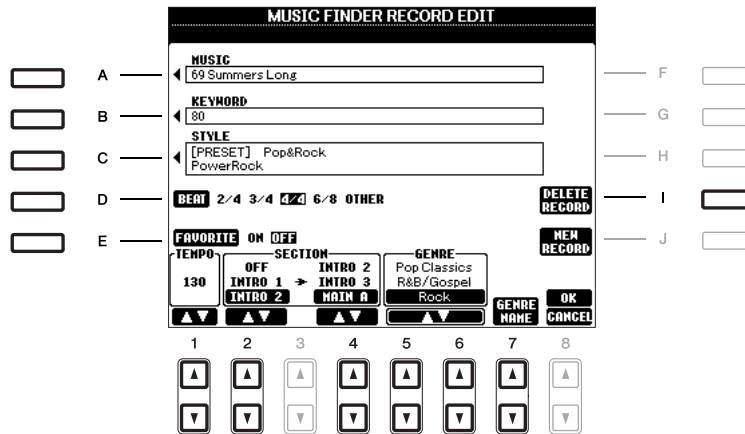 MUSIC FINDER RECORD EDIT
MUSIC
A 69 Summers Long F
KEYWORD
B 80 G
STYLE
C [PRESET] Pop&Rock H
PowerRock
D BEAT 2/4 3/4 4/4 6/8 OTHER DELETE RECORD I
E FAVORITE ON OFF NEW RECORD J
TEMPO SECTION GENRE
OFF INTRO 2 Pop Classics
130 INTRO 1 INTRO 3 R&B/Gospel
INTRO 2 MAIN A Rock GENRE NAME OK
CANCEL
1 2 3 4 5 6 7 8